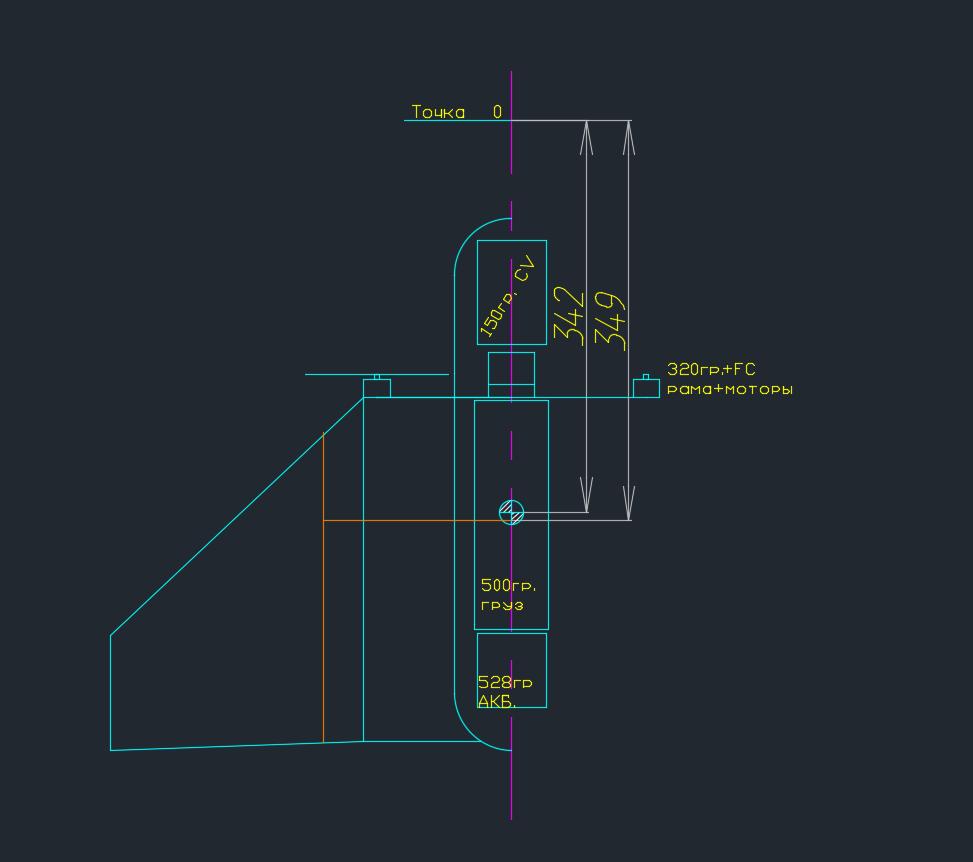 Точка 0
150гр. CV
342
349
320гр.+FC
рама+моторы
500гр.
груз
528гр
АКБ.